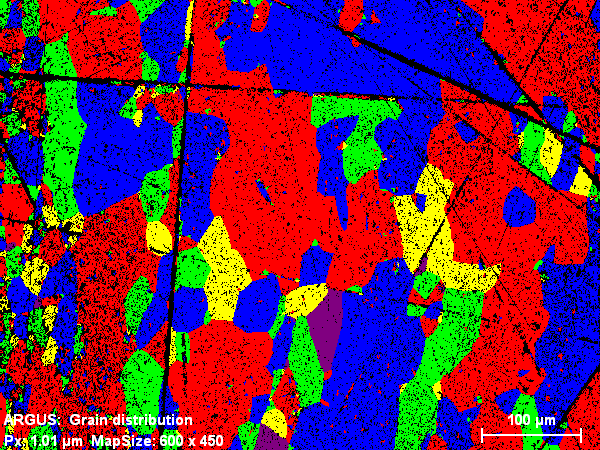 ARGUS: Grain distribution
Px: 1.01 µm MapSize: 600 x 450
100 µm